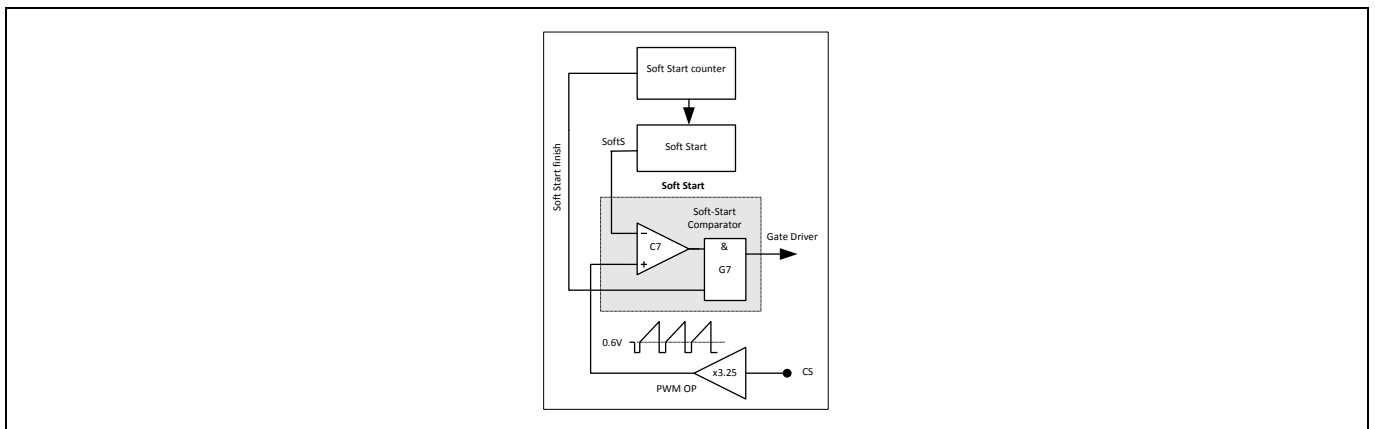 Soft Start counter
SoftS
Soft Start
Soft Start finish
Soft Start
Soft-Start
Comparator
Gate Driver
−
C7
+
&
G7
0.6V
x3.25
CS
PWM OP